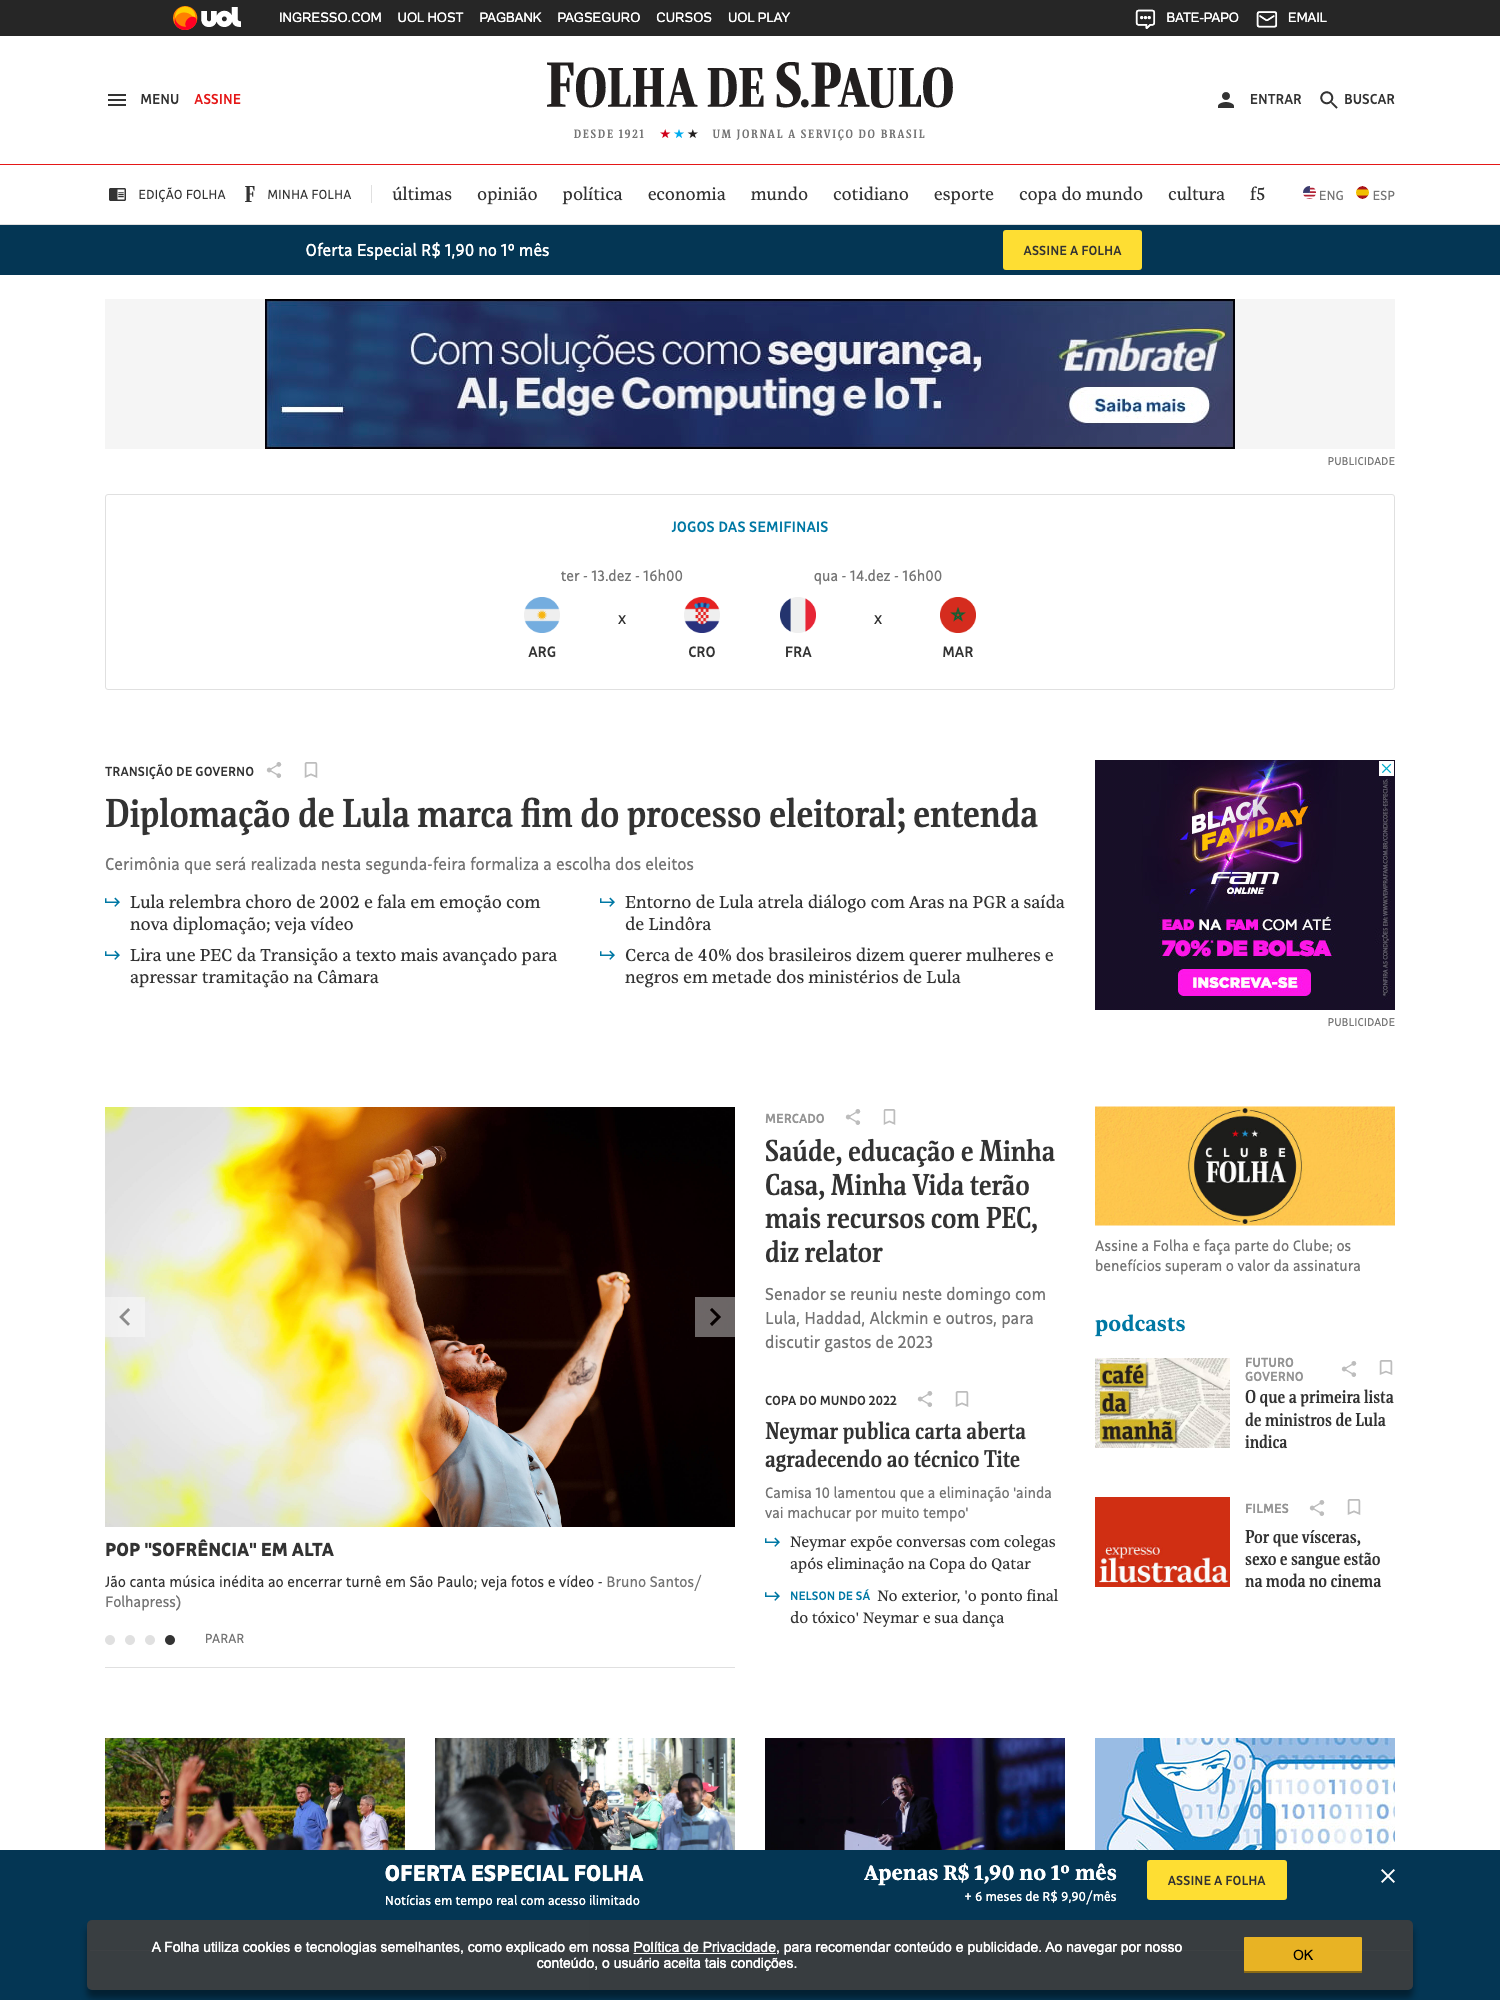 uol
INGRESSO.COM UOL HOST PAGBANK PAGSEGURO CURSOS UOL PLAY
BATE-PAPO EMAIL
MENU ASSINE
FOLHA DE S.PAULO
DESDE 1921 ★★★ UM JORNAL A SERVIÇO DO BRASIL
ENTRAR BUSCAR
EDIÇÃO FOLHA F MINHA FOLHA últimas opinião política economia mundo cotidiano esporte copa do mundo cultura f5 ENG ESP
Oferta Especial R$ 1,90 no 1º mês
ASSINE A FOLHA
Com soluções como segurança,
AI, Edge Computing e IoT.
Embratel
Saiba mais
PUBLICIDADE
JOGOS DAS SEMIFINAIS
ter - 13.dez - 16h00 qua - 14.dez - 16h00
x x
ARG CRO FRA MAR
TRANSIÇÃO DE GOVERNO
Diplomação de Lula marca fim do processo eleitoral; entenda
Cerimônia que será realizada nesta segunda-feira formaliza a escolha dos eleitos
Lula relembra choro de 2002 e fala em emoção com
nova diplomação; veja vídeo
Lira une PEC da Transição a texto mais avançado para
apressar tramitação na Câmara
Entorno de Lula atrela diálogo com Aras na PGR a saída
de Lindôra
Cerca de 40% dos brasileiros dizem querer mulheres e
negros em metade dos ministérios de Lula
BLACK
FAMDAY
fam
ONLINE
EAD NA FAM COM ATÉ
70%* DE BOLSA
INSCREVA-SE
PUBLICIDADE
POP "SOFRÊNCIA" EM ALTA
Jão canta música inédita ao encerrar turnê em São Paulo; veja fotos e vídeo - Bruno Santos/
Folhapress)
PARAR
MERCADO
Saúde, educação e Minha
Casa, Minha Vida terão
mais recursos com PEC,
diz relator
Senador se reuniu neste domingo com
Lula, Haddad, Alckmin e outros, para
discutir gastos de 2023
COPA DO MUNDO 2022
Neymar publica carta aberta
agradecendo ao técnico Tite
Camisa 10 lamentou que a eliminação 'ainda
vai machucar por muito tempo'
Neymar expõe conversas com colegas
após eliminação na Copa do Qatar
NELSON DE SÁ No exterior, 'o ponto final
do tóxico' Neymar e sua dança
CLUBE
FOLHA
Assine a Folha e faça parte do Clube; os
benefícios superam o valor da assinatura
podcasts
café
da
manhã
FUTURO
GOVERNO
O que a primeira lista
de ministros de Lula
indica
expresso
ilustrada
FILMES
Por que vísceras,
sexo e sangue estão
na moda no cinema
OFERTA ESPECIAL FOLHA
Notícias em tempo real com acesso ilimitado
Apenas R$ 1,90 no 1º mês
+ 6 meses de R$ 9,90/mês
ASSINE A FOLHA
A Folha utiliza cookies e tecnologias semelhantes, como explicado em nossa Política de Privacidade, para recomendar conteúdo e publicidade. Ao navegar por nosso
conteúdo, o usuário aceita tais condições.
OK